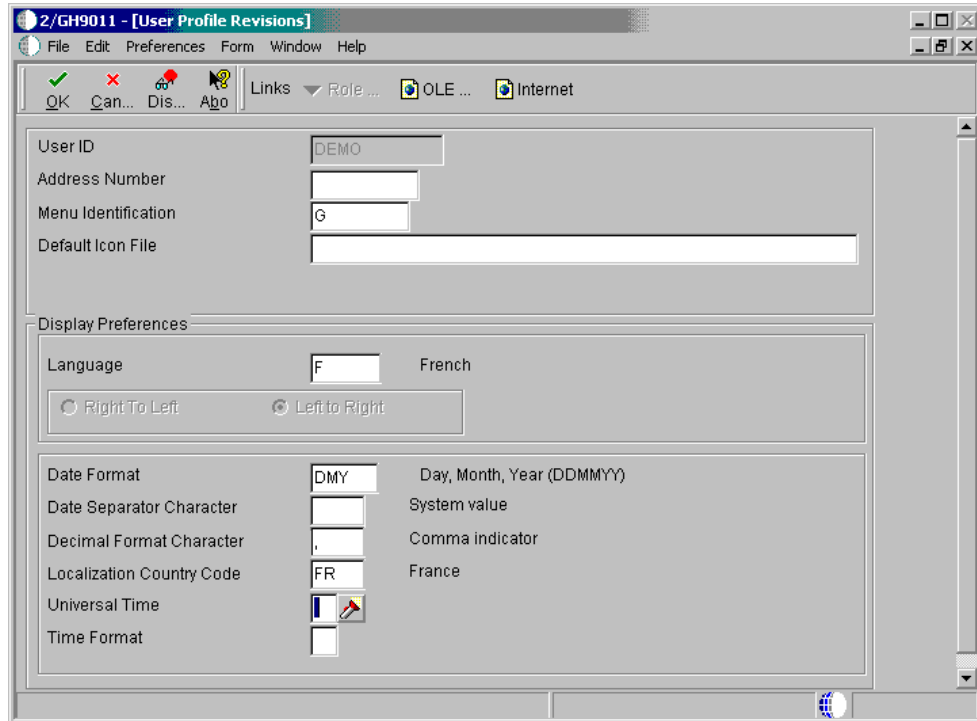 2/GH9011 - [User Profile Revisions]
File Edit Preferences Form Window Help
OK Can... Dis... Abo Links Role ... OLE ... Internet
User ID DEMO
Address Number
Menu Identification G
Default Icon File
Display Preferences
Language F French
Right To Left Left to Right
Date Format DMY Day, Month, Year (DDMMYY)
Date Separator Character System value
Decimal Format Character , Comma indicator
Localization Country Code FR France
Universal Time
Time Format